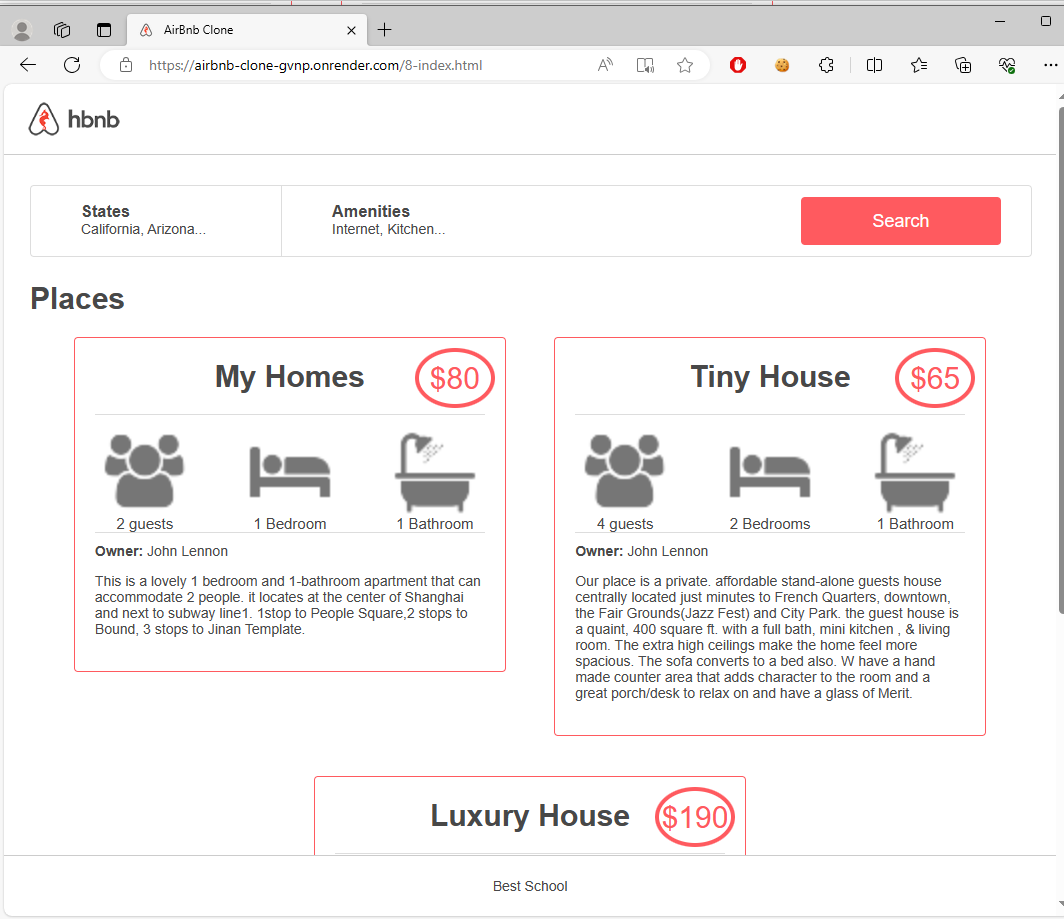 AirBnb Clone
https://airbnb-clone-gvnp.onrender.com/8-index.html
hbnb
States
California, Arizona...
Amenities
Internet, Kitchen...
Search
Places
My Homes
$80
2 guests
1 Bedroom
1 Bathroom
Owner: John Lennon
This is a lovely 1 bedroom and 1-bathroom apartment that can
accommodate 2 people. it locates at the center of Shanghai
and next to subway line1. 1stop to People Square,2 stops to
Bound, 3 stops to Jinan Template.
Tiny House
$65
4 guests
2 Bedrooms
1 Bathroom
Owner: John Lennon
Our place is a private. affordable stand-alone guests house
centrally located just minutes to French Quarters, downtown,
the Fair Grounds(Jazz Fest) and City Park. the guest house is
a quaint, 400 square ft. with a full bath, mini kitchen , & living
room. The extra high ceilings make the home feel more
spacious. The sofa converts to a bed also. W have a hand
made counter area that adds character to the room and a
great porch/desk to relax on and have a glass of Merit.
Luxury House
$190
Best School